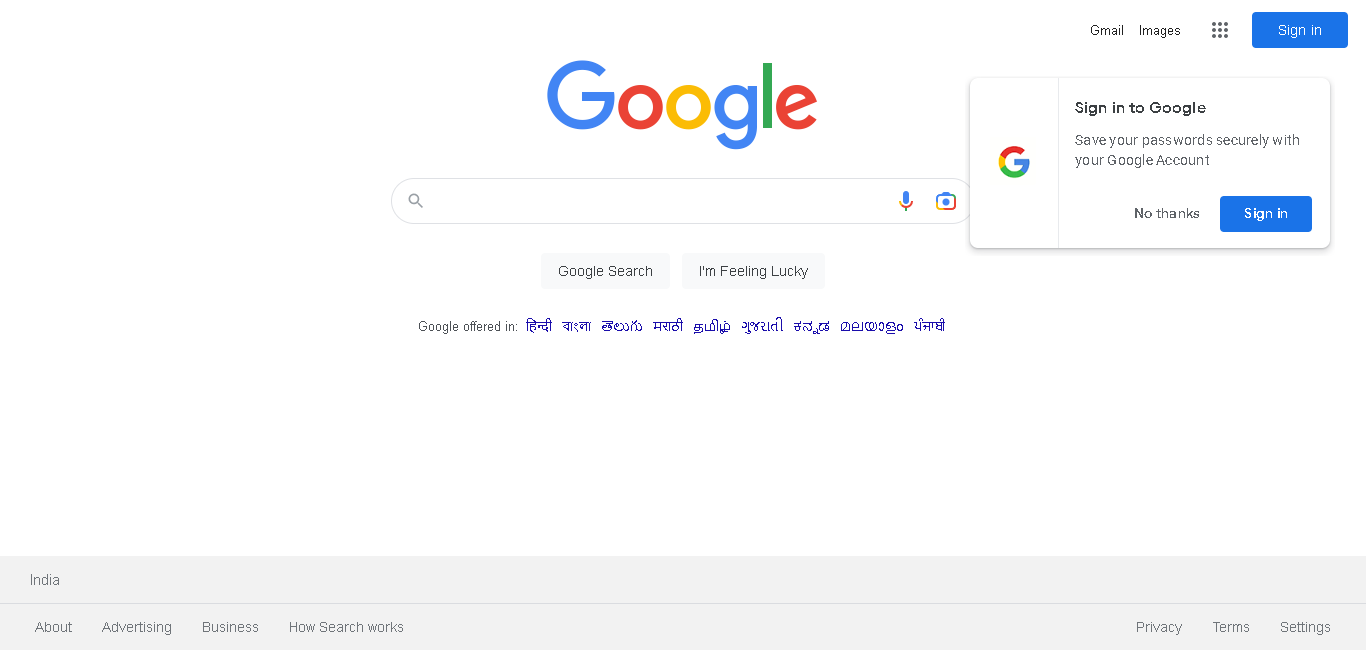 Gmail Images Sign in
Google
Sign in to Google
Save your passwords securely with
your Google Account
No thanks Sign in
Google Search I'm Feeling Lucky
Google offered in: हिन्दी বাংলা తెలుగు मराठी தமிழ் ગુજરાતી ಕನ್ನಡ മലയാളം ਪੰਜਾਬੀ
India
About Advertising Business How Search works Privacy Terms Settings